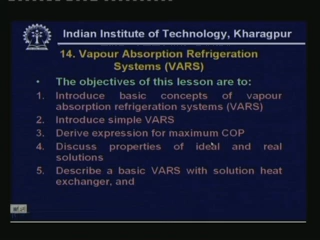 Indian Institute of Technology, Kharagpur
14. Vapour Absorption Refrigeration
Systems (VARS)
• The objectives of this lesson are to:
1. Introduce basic concepts of vapour
absorption refrigeration systems (VARS)
2. Introduce simple VARS
3. Derive expression for maximum COP
4. Discuss properties of ideal and real
solutions
5. Describe a basic VARS with solution heat
exchanger, and